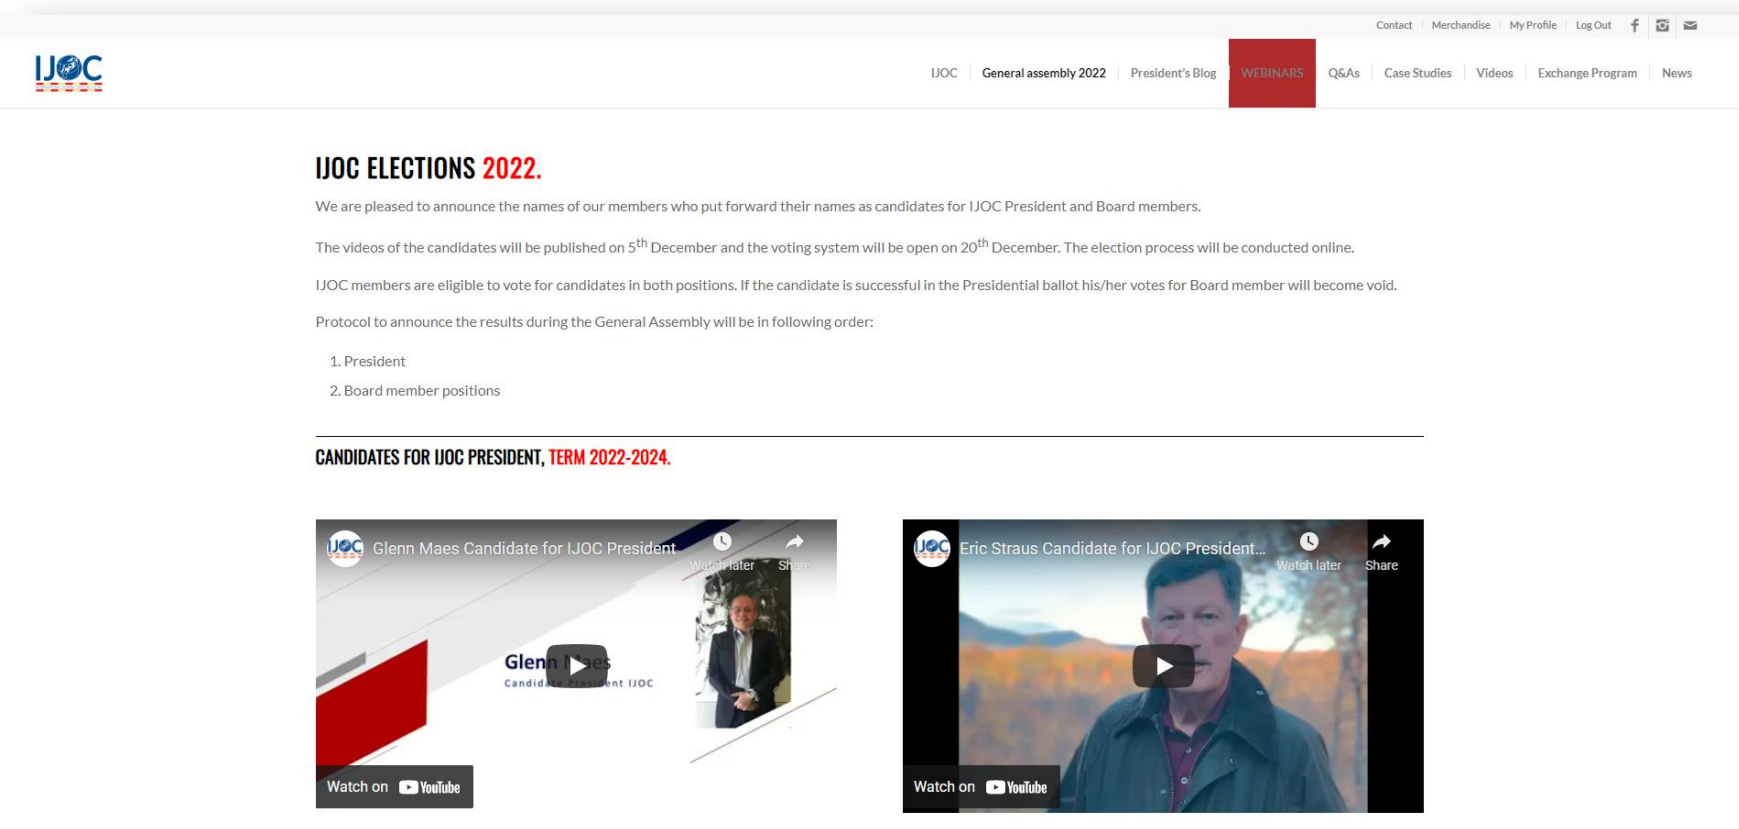 Contact Merchandise My Profile Log Out
IJOC
IJOC General assembly 2022 President's Blog WEBINARS Q&As Case Studies Videos Exchange Program News
IJOC ELECTIONS 2022.
We are pleased to announce the names of our members who put forward their names as candidates for IJOC President and Board members.
The videos of the candidates will be published on 5th December and the voting system will be open on 20th December. The election process will be conducted online.
IJOC members are eligible to vote for candidates in both positions. If the candidate is successful in the Presidential ballot his/her votes for Board member will become void.
Protocol to announce the results during the General Assembly will be in following order:
1. President
2. Board member positions
CANDIDATES FOR IJOC PRESIDENT, TERM 2022-2024.
IJOC Glenn Maes Candidate for IJOC President
Watch later Share
Glenn Maes
Candidate President IJOC
Watch on YouTube
IJOC Eric Straus Candidate for IJOC President...
Watch later Share
Watch on YouTube